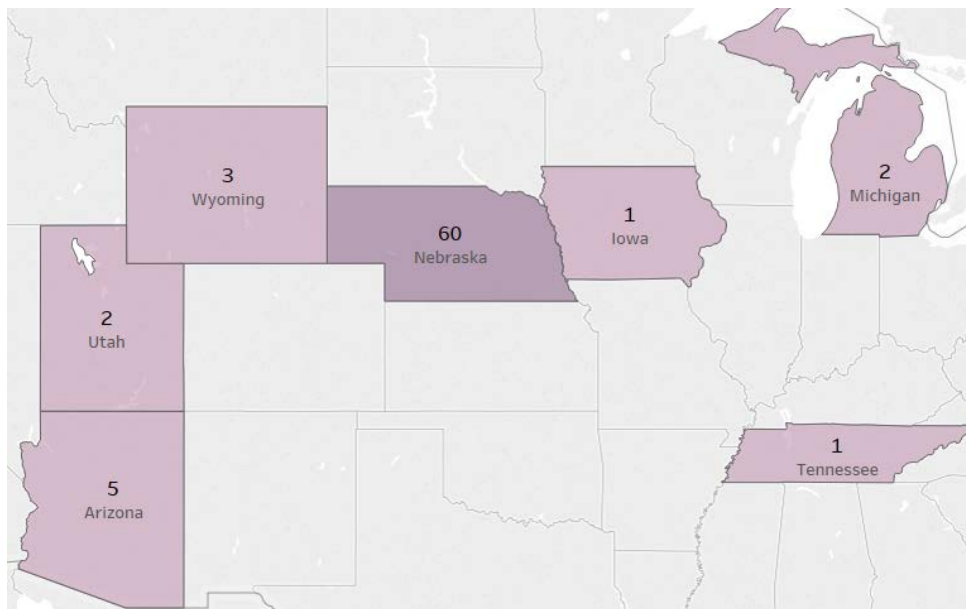 3
Wyoming
60
Nebraska
1
Iowa
2
Michigan
2
Utah
5
Arizona
1
Tennessee